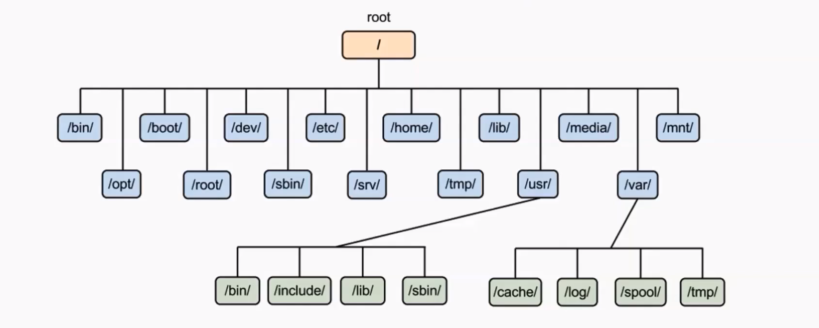 root
/
/bin/ /boot/ /dev/ /etc/ /home/ /lib/ /media/ /mnt/
/opt/ /root/ /sbin/ /srv/ /tmp/ /usr/ /var/
/bin/ /include/ /lib/ /sbin/ /cache/ /log/ /spool/ /tmp/